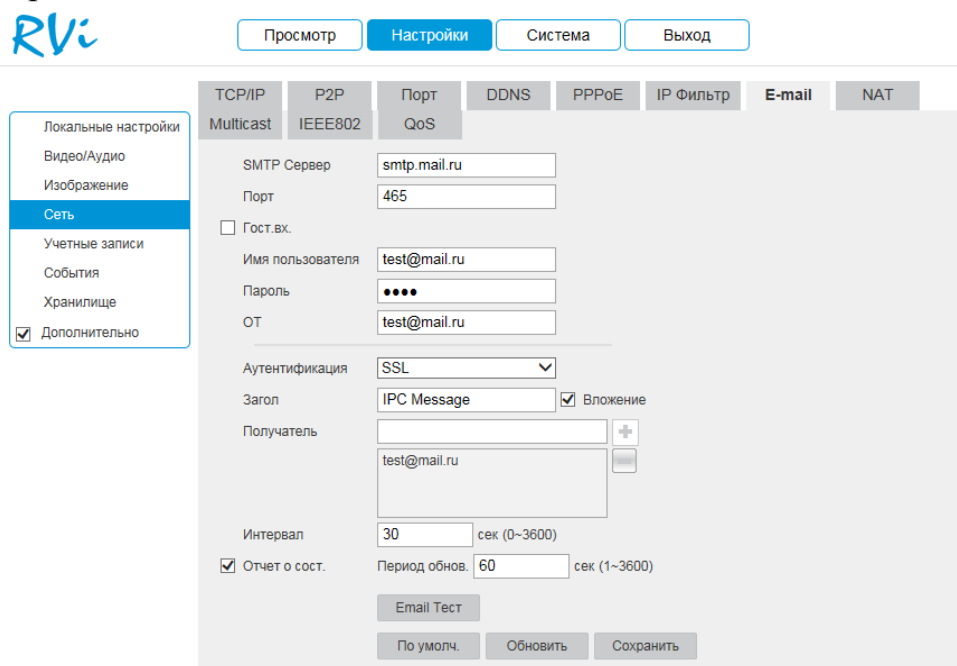 RVi
Просмотр Настройки Система Выход
TCP/IP P2P Порт DDNS PPPoE IP Фильтр E-mail NAT
Multicast IEEE802 QoS
Локальные настройки
Видео/Аудио
Изображение
Сеть
Учетные записи
События
Хранилище
Дополнительно
SMTP Сервер smtp.mail.ru
Порт 465
Гост.вх.
Имя пользователя test@mail.ru
Пароль ••••
ОТ test@mail.ru
Аутентификация SSL
Загол IPC Message Вложение
Получатель
test@mail.ru
Интервал 30 сек (0~3600)
Отчет о сост. Период обнов. 60 сек (1~3600)
Email Тест
По умолч. Обновить Сохранить